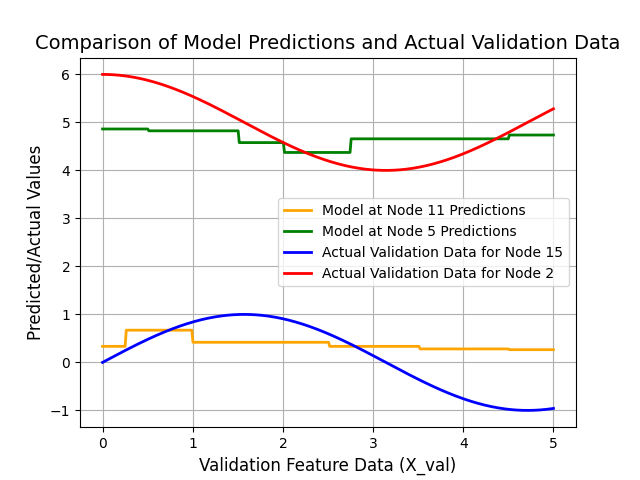 Comparison of Model Predictions and Actual Validation Data
Predicted/Actual Values
6
5
4
3
2
1
0
−1
Model at Node 11 Predictions
Model at Node 5 Predictions
Actual Validation Data for Node 15
Actual Validation Data for Node 2
0 1 2 3 4 5
Validation Feature Data (X_val)